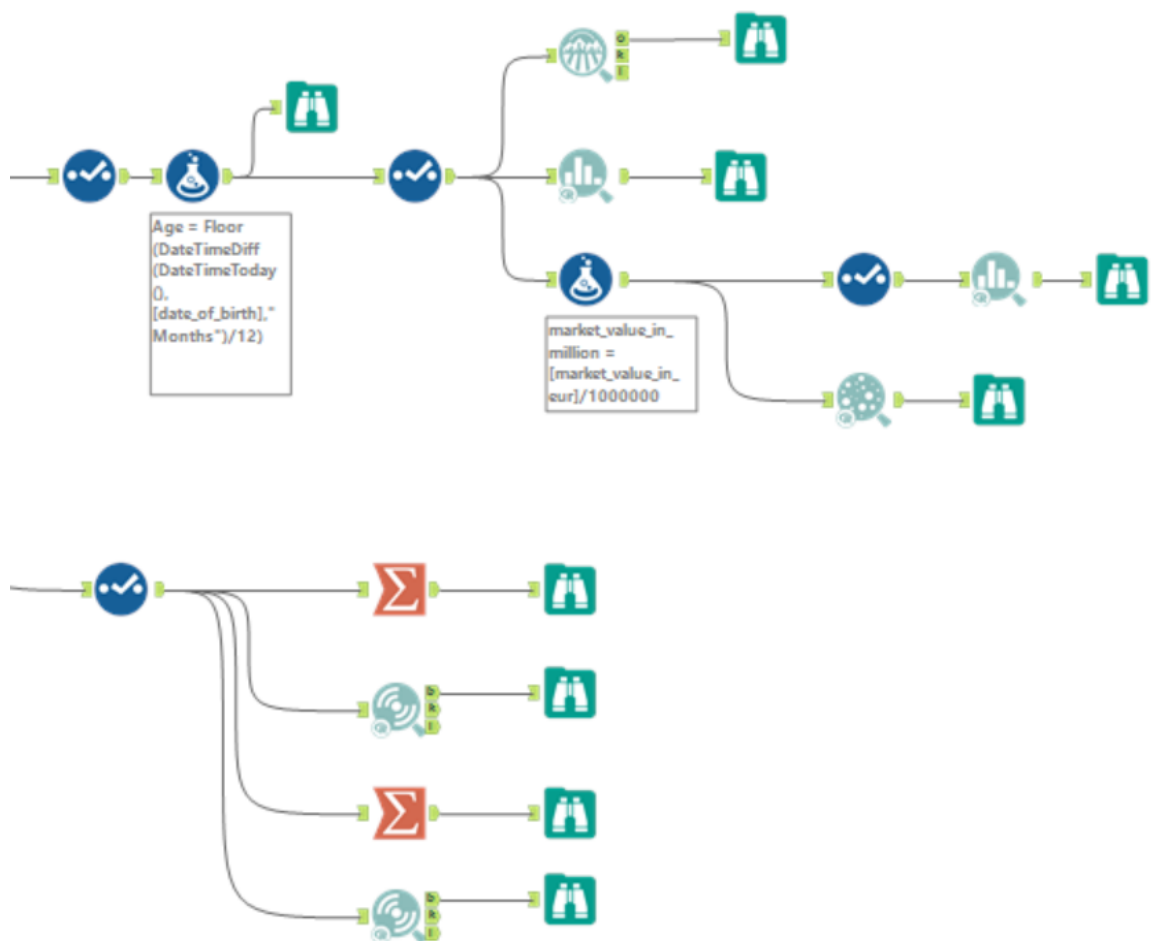 O
R
I
Age = Floor
(DateTimeDiff
(DateTimeToday
(),
[date_of_birth],"
Months")/12)
market_value_in_
million =
[market_value_in_
eur]/1000000
R
I
R
I